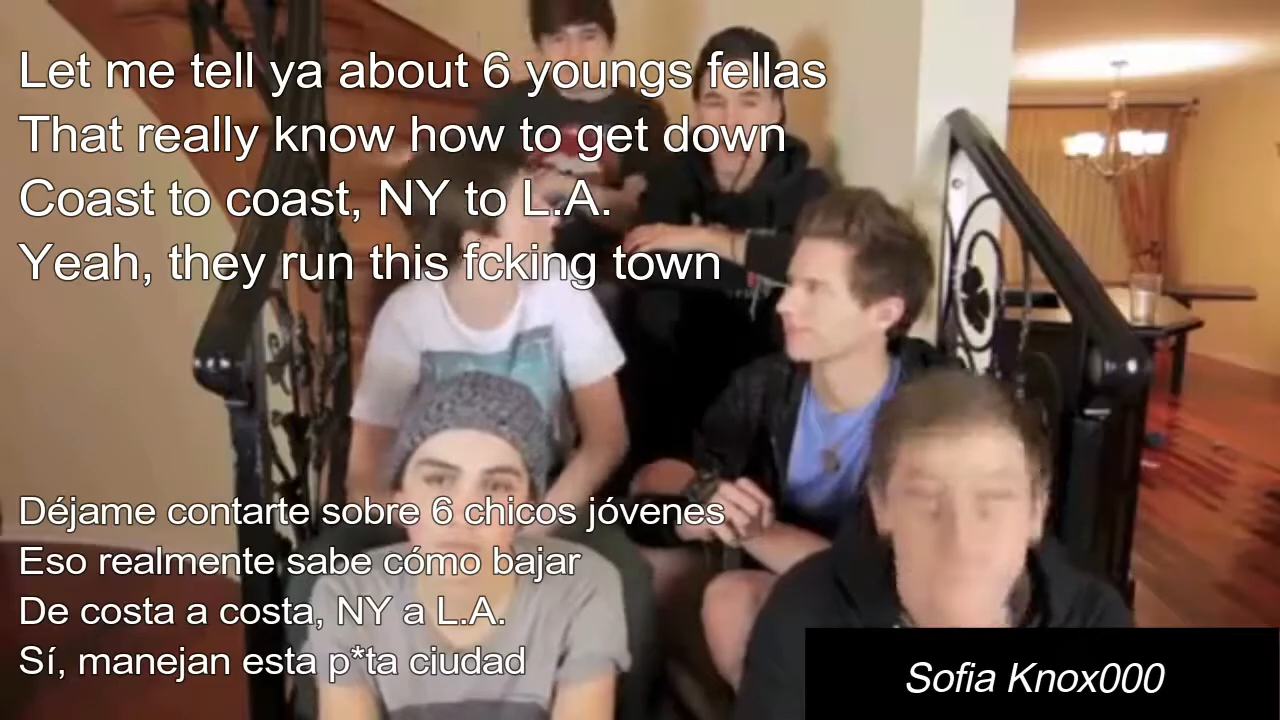 Let me tell ya about 6 youngs fellas
That really know how to get down
Coast to coast, NY to L.A.
Yeah, they run this fcking town
Déjame contarte sobre 6 chicos jóvenes
Eso realmente sabe cómo bajar
De costa a costa, NY a L.A.
Sí, manejan esta p*ta ciudad
Sofia Knox000